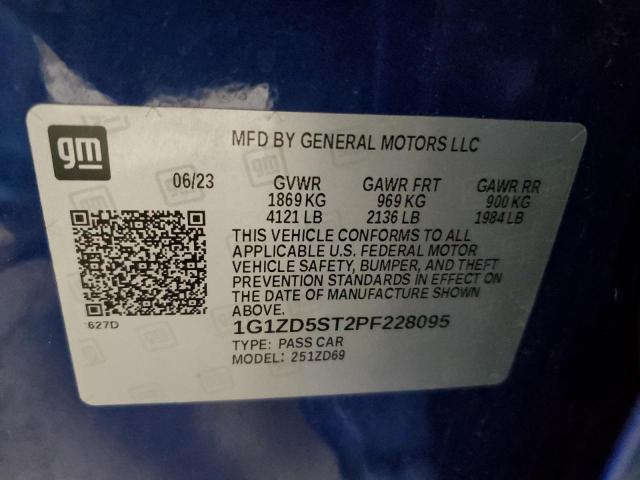 gm
MFD BY GENERAL MOTORS LLC
06/23 GVWR GAWR FRT GAWR RR
1869 KG 969 KG 900 KG
4121 LB 2136 LB 1984 LB
THIS VEHICLE CONFORMS TO ALL
APPLICABLE U.S. FEDERAL MOTOR
VEHICLE SAFETY, BUMPER, AND THEFT
PREVENTION STANDARDS IN EFFECT ON
THE DATE OF MANUFACTURE SHOWN
ABOVE.
627D
1G1ZD5ST2PF228095
TYPE: PASS CAR
MODEL: 251ZD69